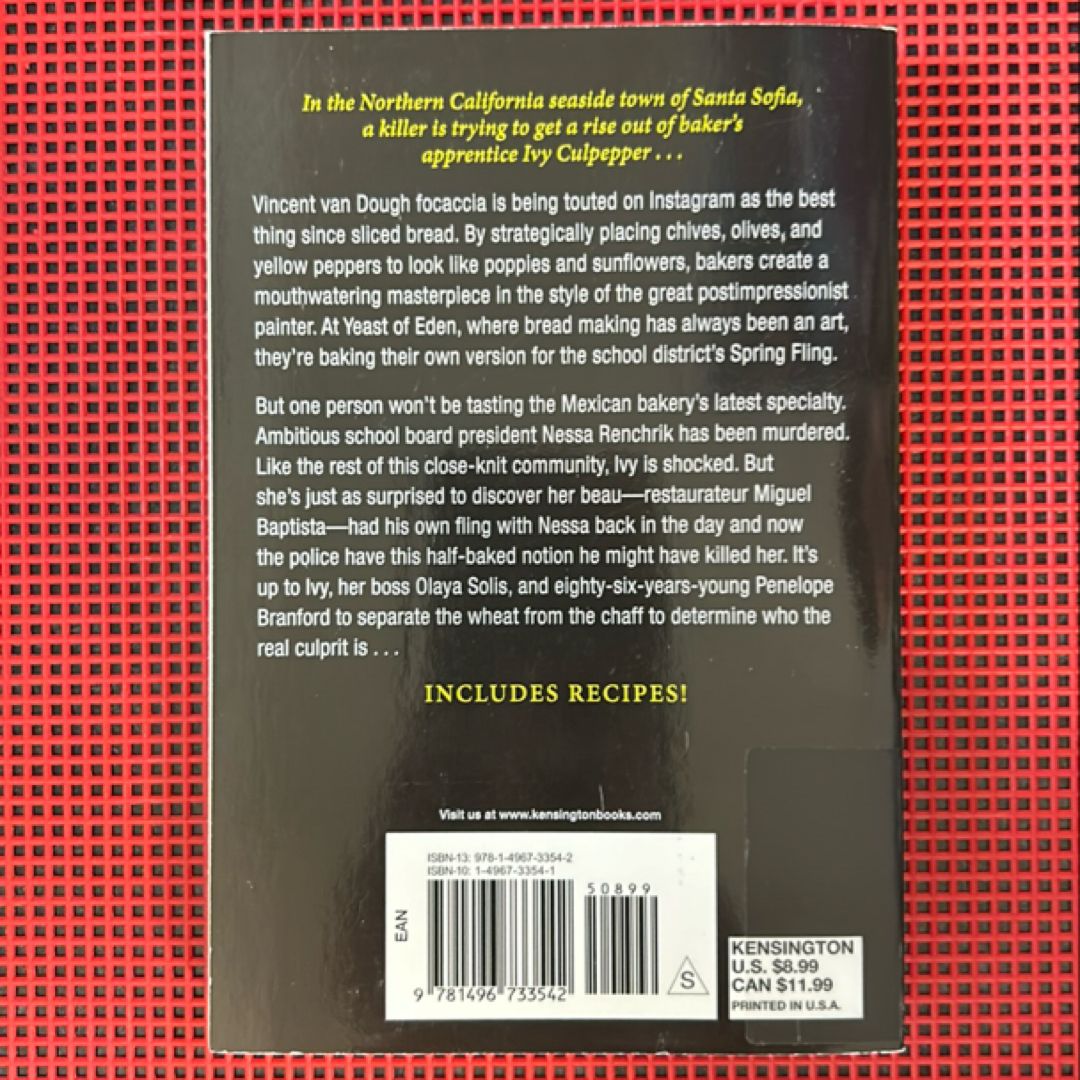 In the Northern California seaside town of Santa Sofia,
a killer is trying to get a rise out of baker's
apprentice Ivy Culpepper . . .
Vincent van Dough focaccia is being touted on Instagram as the best
thing since sliced bread. By strategically placing chives, olives, and
yellow peppers to look like poppies and sunflowers, bakers create a
mouthwatering masterpiece in the style of the great postimpressionist
painter. At Yeast of Eden, where bread making has always been an art,
they're baking their own version for the school district's Spring Fling.
But one person won't be tasting the Mexican bakery's latest specialty.
Ambitious school board president Nessa Renchrik has been murdered.
Like the rest of this close-knit community, Ivy is shocked. But
she's just as surprised to discover her beau—restaurateur Miguel
Baptista—had his own fling with Nessa back in the day and now
the police have this half-baked notion he might have killed her. It's
up to Ivy, her boss Olaya Solis, and eighty-six-years-young Penelope
Branford to separate the wheat from the chaff to determine who the
real culprit is . . .
INCLUDES RECIPES!
Visit us at www.kensingtonbooks.com
ISBN-13: 978-1-4967-3354-2
ISBN-10: 1-4967-3354-1
50899
EAN
9 781496 733542
S
KENSINGTON
U.S. $8.99
CAN $11.99
PRINTED IN U.S.A.